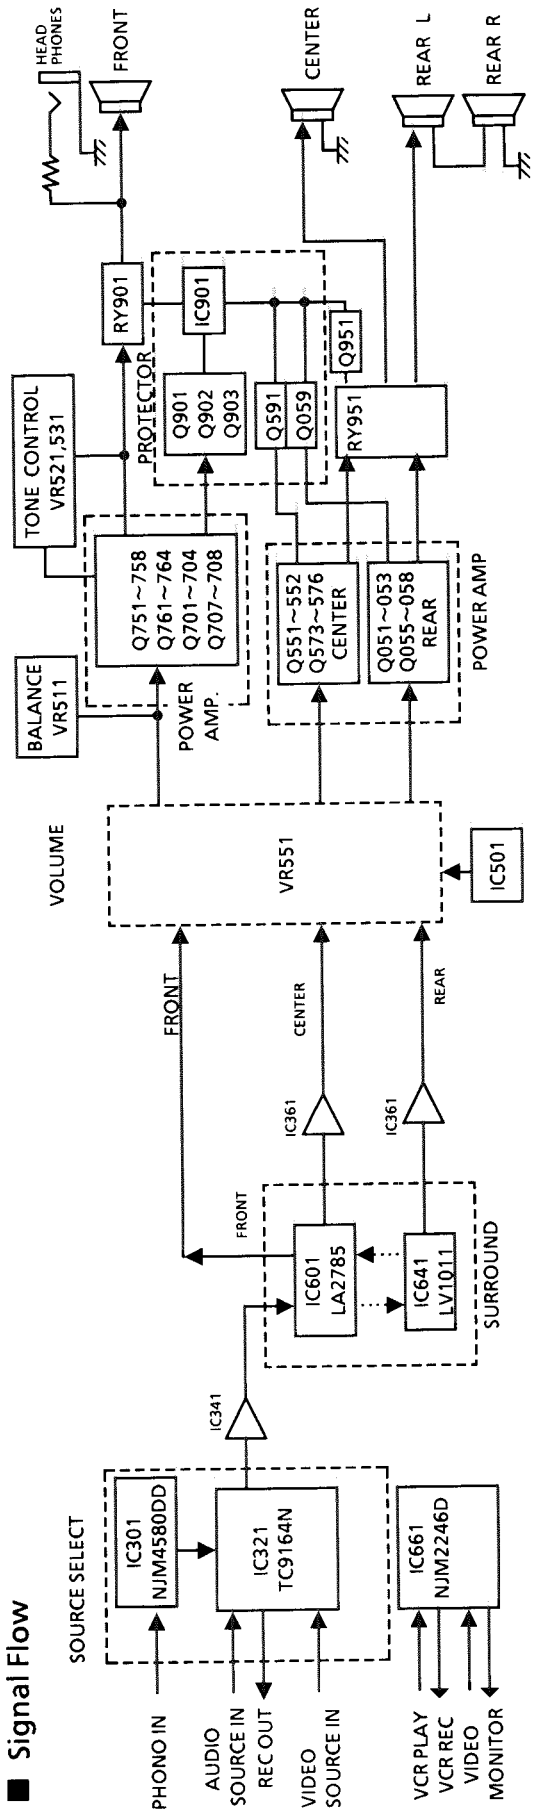 ■ Signal Flow
SOURCE SELECT
PHONO IN
IC301
NJM4580DD
AUDIO
SOURCE IN
REC OUT
VIDEO
SOURCE IN
IC321
TC9164N
VCR PLAY
VCR REC
VIDEO
MONITOR
IC661
NJM2246D
IC341
FRONT
IC601
LA2785
IC641
LV1011
SURROUND
IC361
IC361
FRONT
CENTER
REAR
VOLUME
VR551
IC501
BALANCE
VR511
POWER
AMP.
TONE CONTROL
VR521,531
Q751~758
Q761~764
Q701~704
Q707~708
Q551~552
Q573~576
CENTER
Q051~053
Q055~058
REAR
POWER AMP
PROTECTOR
RY901
Q901
Q902
Q903
IC901
Q591
Q059
Q951
RY951
HEAD
PHONES
FRONT
CENTER
REAR L
REAR R